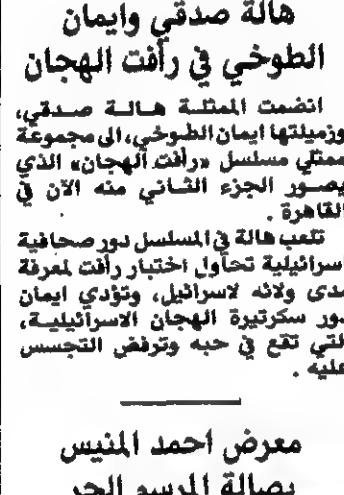 هالة صدقي وايمان
الطوخي في رأفت الهجان
انضمت الممثلة هالة صدقي،
وزميلتها ايمان الطوخي، الى مجموعة
ممثلي مسلسل «رأفت الهجان» الذي
يصور الجزء الثاني منه الآن في
القاهرة .
تلعب هالة في المسلسل دور صحافية
اسرائيلية تحاول اختبار رأفت لمعرفة
مدى ولائه لاسرائيل، وتؤدي ايمان
دور سكرتيرة الهجان الاسرائيلية،
التي تقع في حبه وترفض التجسس
عليه .
معرض احمد المنيس
بصالة المرسم الحر